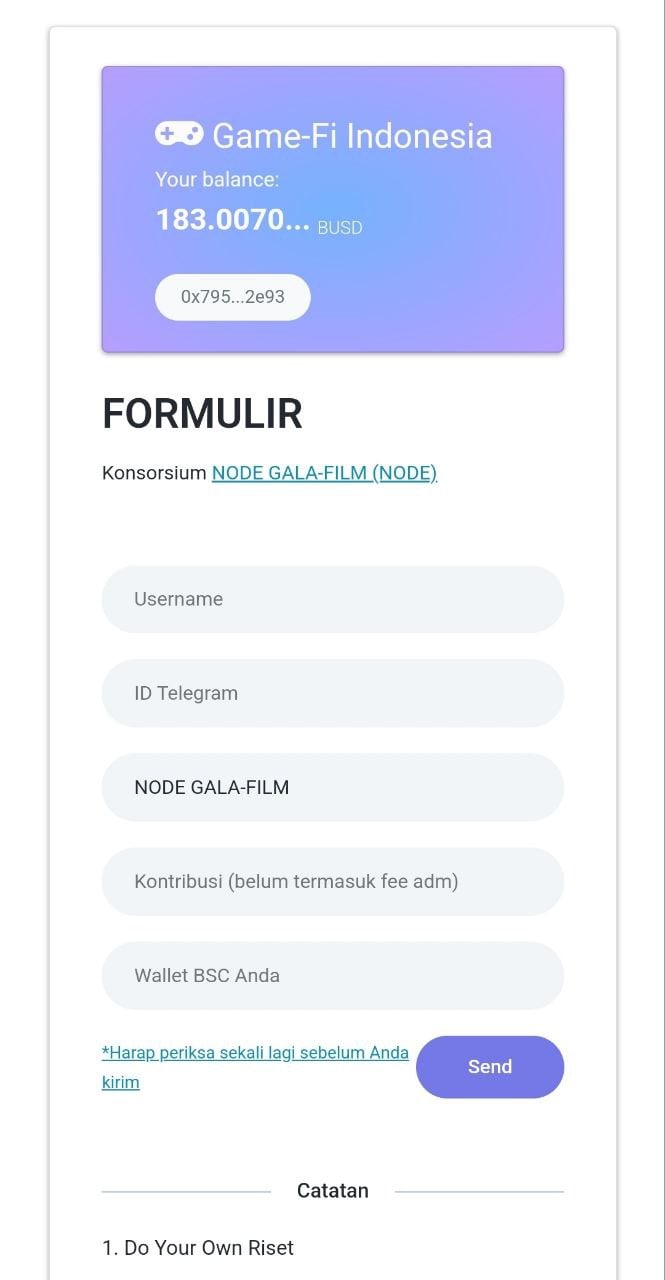 Game-Fi Indonesia
Your balance:
183.0070... BUSD
0x795...2e93
FORMULIR
Konsorsium NODE GALA-FILM (NODE)
Username
ID Telegram
NODE GALA-FILM
Kontribusi (belum termasuk fee adm)
Wallet BSC Anda
*Harap periksa sekali lagi sebelum Anda
kirim
Send
Catatan
1. Do Your Own Riset